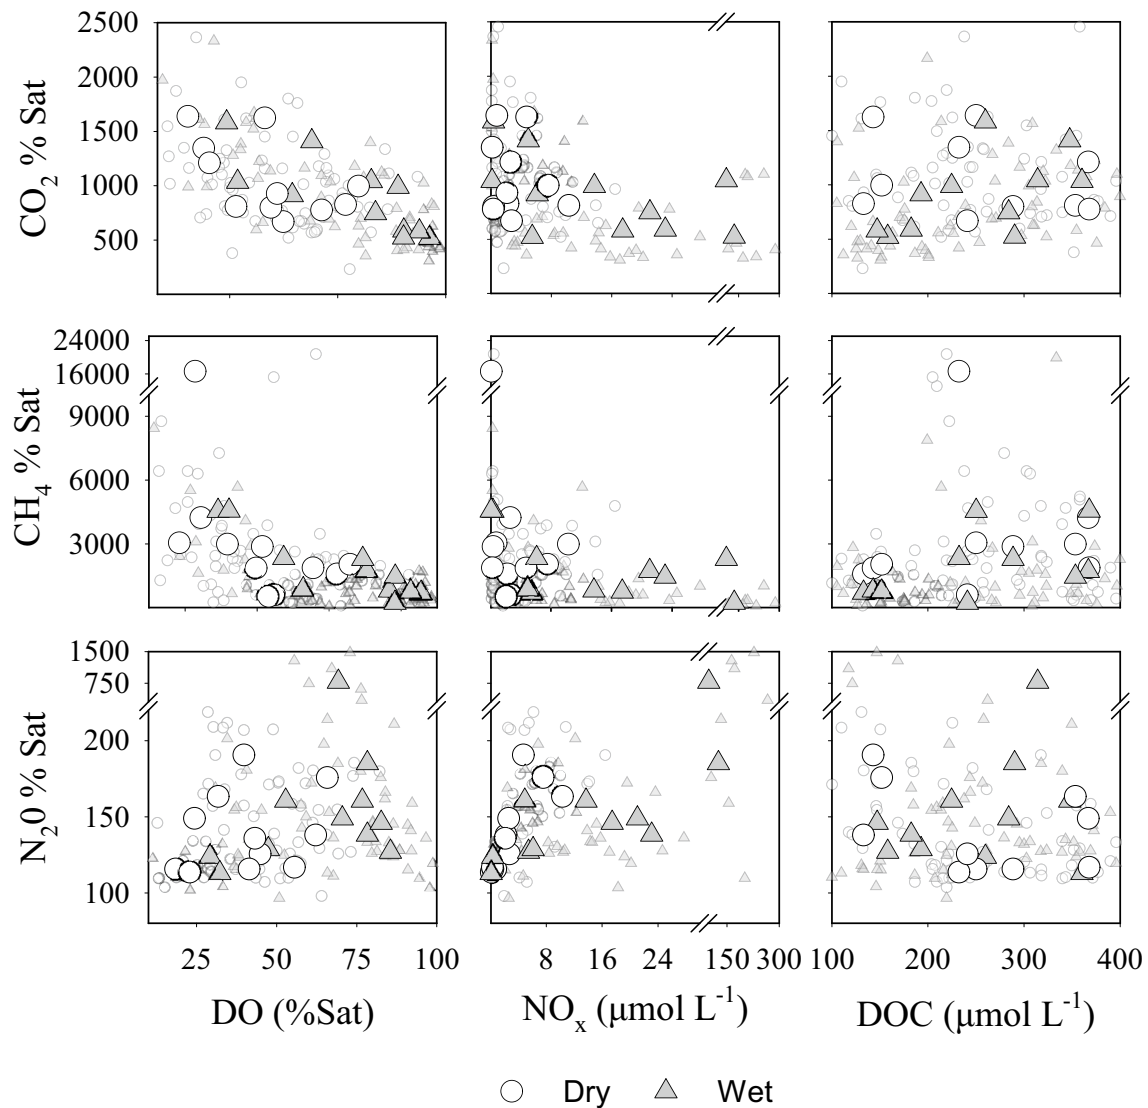 2500
2000
1500
1000
500
CO2 % Sat
24000
16000
9000
6000
3000
CH4 % Sat
1500
750
200
150
100
N20 % Sat
25 50 75 100
8 16 24 150 300
100 200 300 400
DO (%Sat)
NOx (μmol L-1)
DOC (μmol L-1)
Dry
Wet